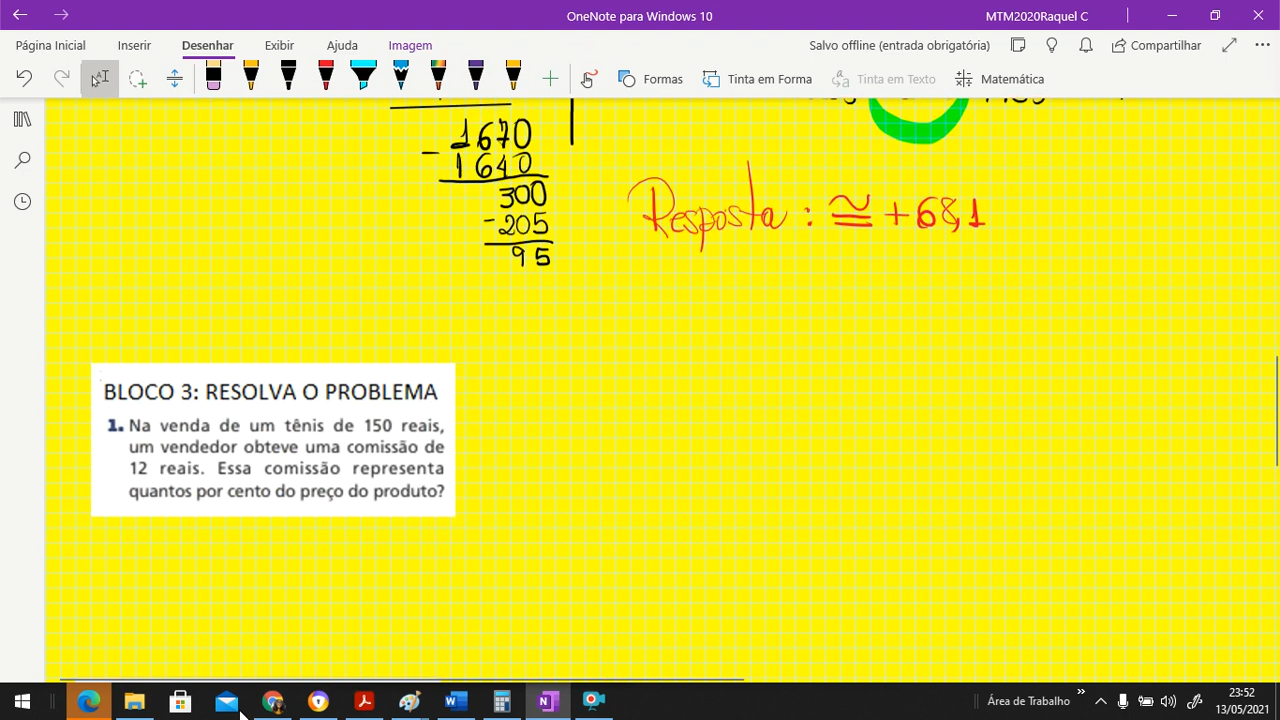 OneNote para Windows 10
MTM2020Raquel C
Página Inicial Inserir Desenhar Exibir Ajuda Imagem
Salvo offline (entrada obrigatória) Compartilhar
Formas Tinta em Forma Tinta em Texto Matemática
1670
- 1640
300
- 205
95
Resposta : ≅ +68,1
BLOCO 3: RESOLVA O PROBLEMA
1. Na venda de um tênis de 150 reais,
um vendedor obteve uma comissão de
12 reais. Essa comissão representa
quantos por cento do preço do produto?
Área de Trabalho
23:52
13/05/2021